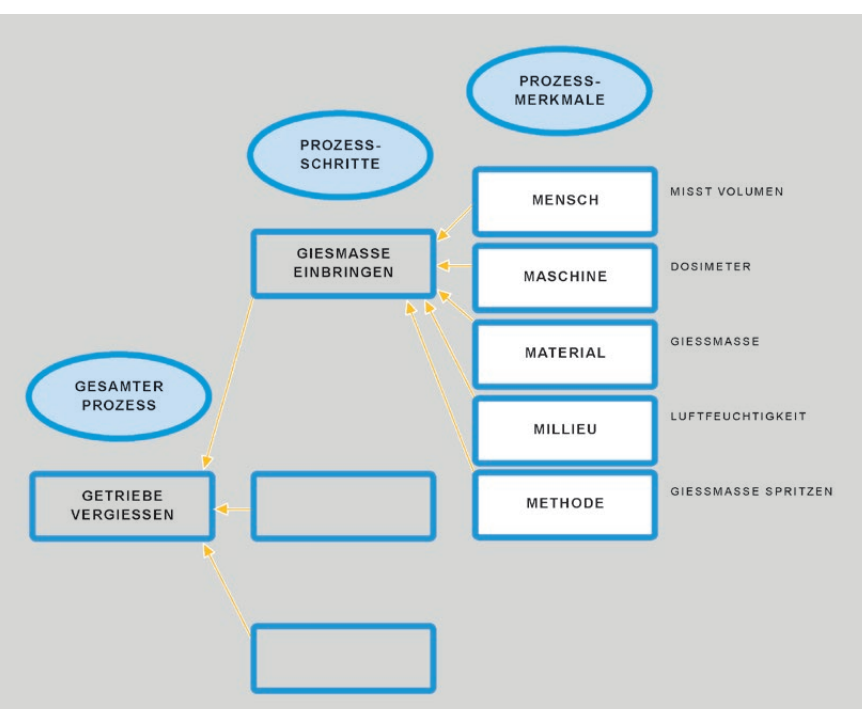 PROZESS-
MERKMALE
PROZESS-
SCHRITTE
MENSCH
MISST VOLUMEN
GIESMASSE
EINBRINGEN
MASCHINE
DOSIMETER
MATERIAL
GIESSMASSE
GESAMTER
PROZESS
MILLIEU
LUFTFEUCHTIGKEIT
GETRIEBE
VERGIESSEN
METHODE
GIESSMASSE SPRITZEN